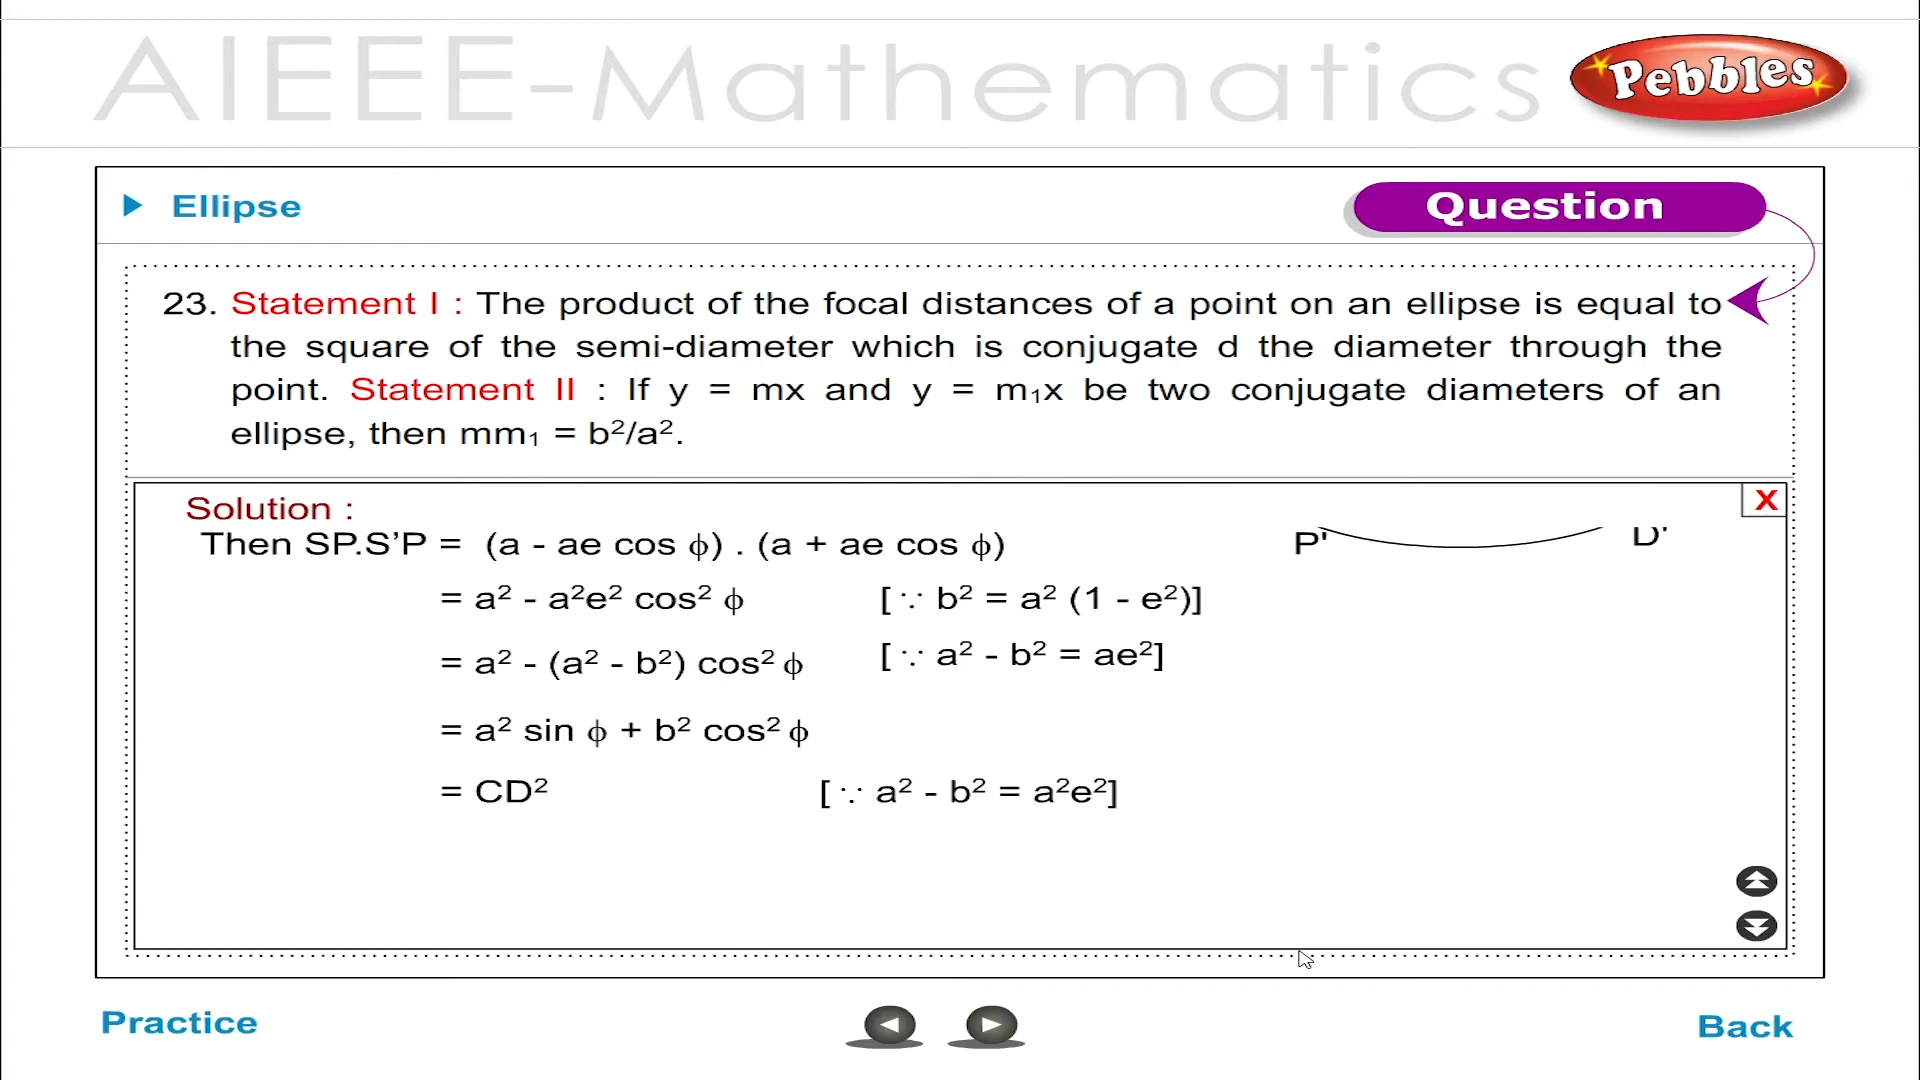 AIEEE-Mathematics
Pebbles
Ellipse
Question
23. Statement I : The product of the focal distances of a point on an ellipse is equal to
the square of the semi-diameter which is conjugate d the diameter through the
point. Statement II : If y = mx and y = m₁x be two conjugate diameters of an
ellipse, then mm₁ = b²/a².
Solution :
X
Then SP.S’P = (a - ae cos ϕ) . (a + ae cos ϕ)
P' D'
= a² - a²e² cos² ϕ [ ∵ b² = a² (1 - e²)]
= a² - (a² - b²) cos² ϕ [ ∵ a² - b² = ae²]
= a² sin ϕ + b² cos² ϕ
= CD² [ ∵ a² - b² = a²e²]
Practice
Back